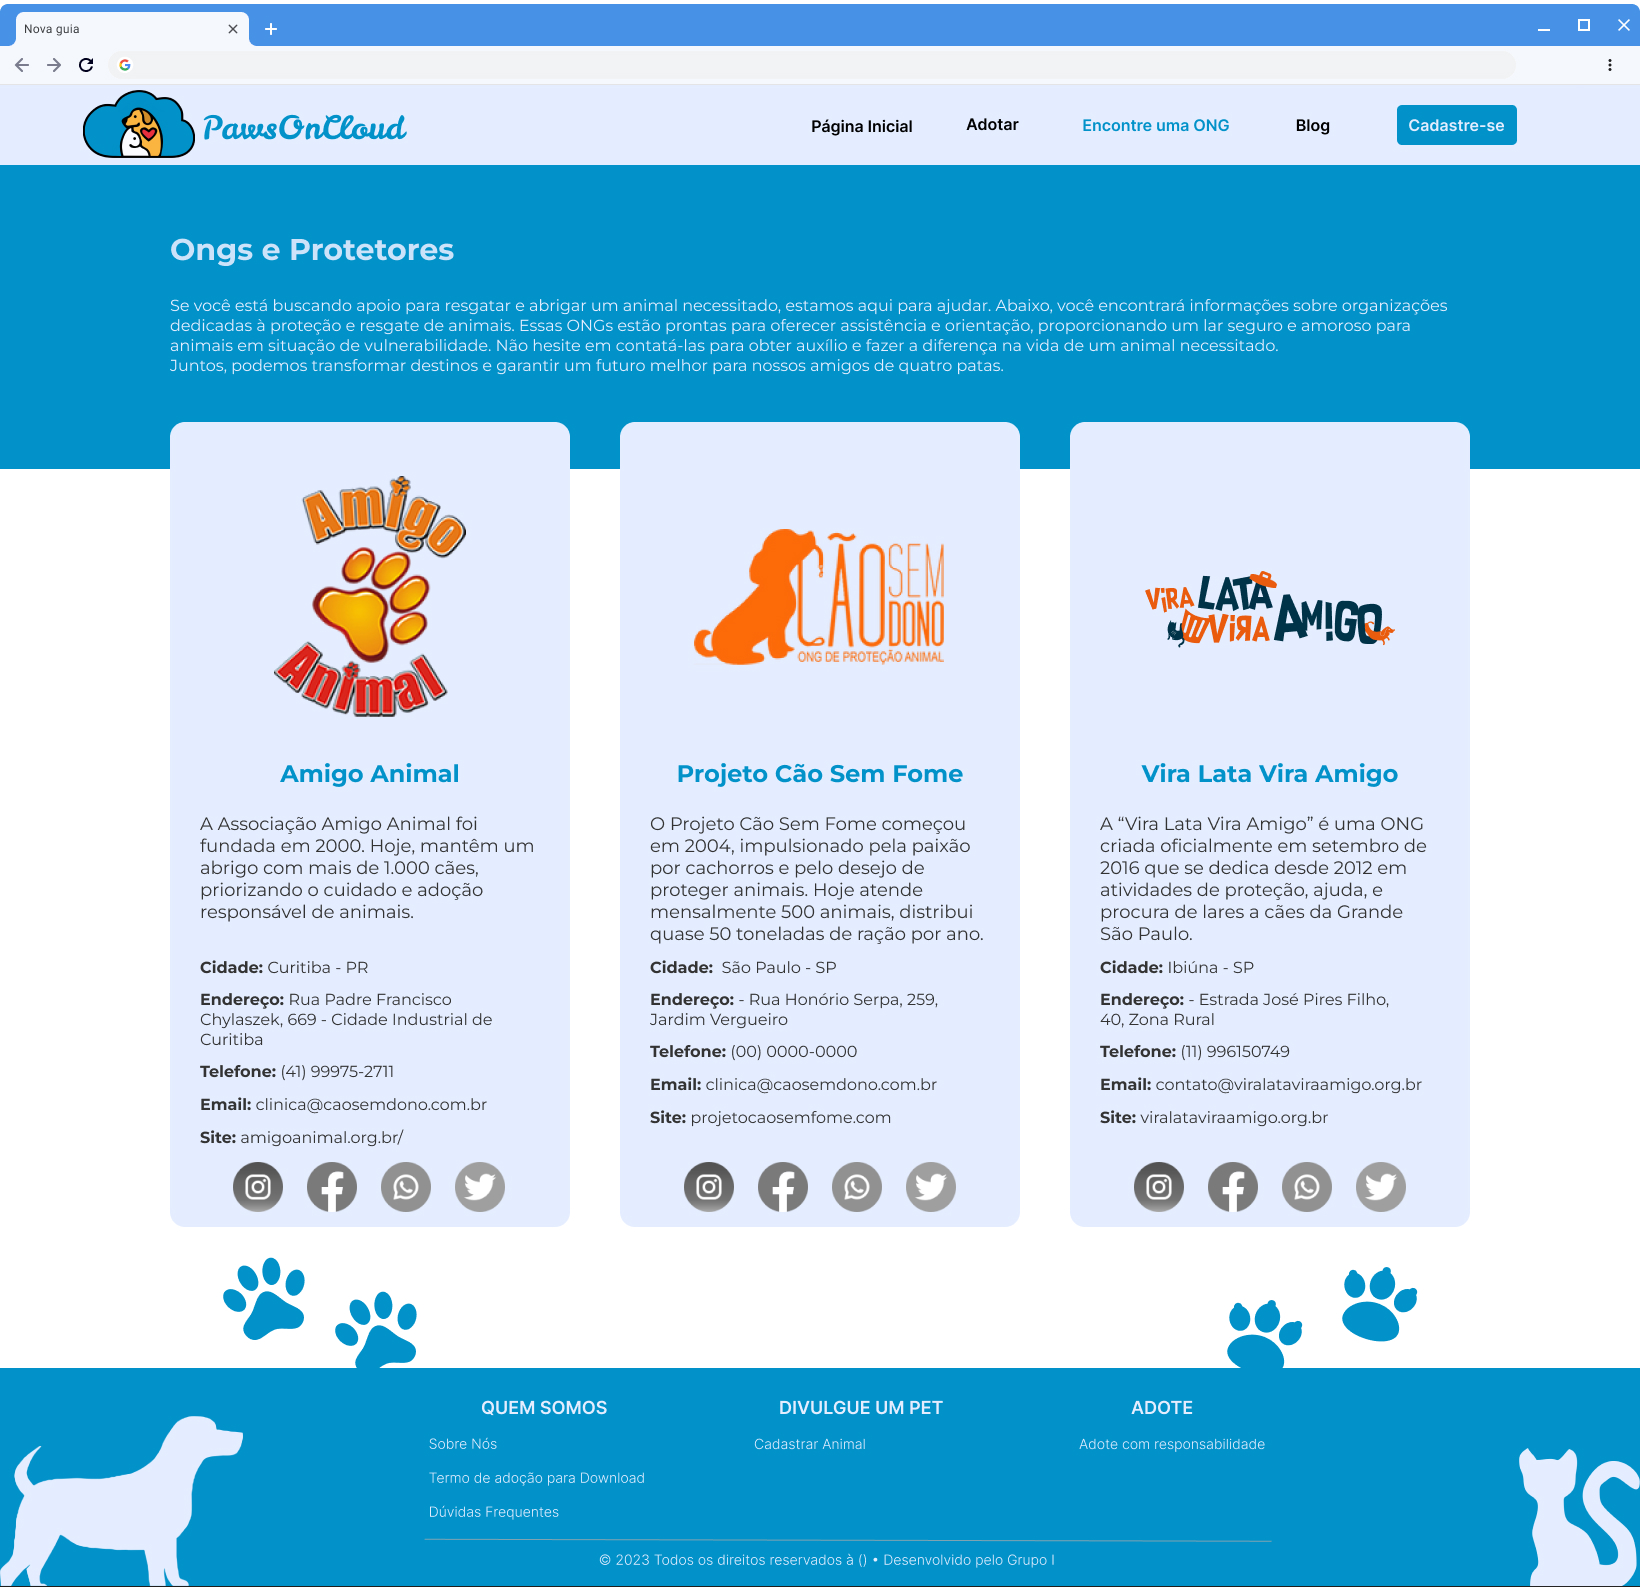 Nova guia
PawsOnCloud
Página Inicial
Adotar
Encontre uma ONG
Blog
Cadastre-se
Ongs e Protetores
Se você está buscando apoio para resgatar e abrigar um animal necessitado, estamos aqui para ajudar. Abaixo, você encontrará informações sobre organizações
dedicadas à proteção e resgate de animais. Essas ONGs estão prontas para oferecer assistência e orientação, proporcionando um lar seguro e amoroso para
animais em situação de vulnerabilidade. Não hesite em contatá-las para obter auxílio e fazer a diferença na vida de um animal necessitado.
Juntos, podemos transformar destinos e garantir um futuro melhor para nossos amigos de quatro patas.
Amigo
Animal
Amigo Animal
A Associação Amigo Animal foi
fundada em 2000. Hoje, mantêm um
abrigo com mais de 1.000 cães,
priorizando o cuidado e adoção
responsável de animais.
Cidade: Curitiba - PR
Endereço: Rua Padre Francisco
Chylaszek, 669 - Cidade Industrial de
Curitiba
Telefone: (41) 99975-2711
Email: clinica@caosemdono.com.br
Site: amigoanimal.org.br/
CÃO SEM
DONO
ONG DE PROTEÇÃO ANIMAL
Projeto Cão Sem Fome
O Projeto Cão Sem Fome começou
em 2004, impulsionado pela paixão
por cachorros e pelo desejo de
proteger animais. Hoje atende
mensalmente 500 animais, distribui
quase 50 toneladas de ração por ano.
Cidade:  São Paulo - SP
Endereço: - Rua Honório Serpa, 259,
Jardim Vergueiro
Telefone: (00) 0000-0000
Email: clinica@caosemdono.com.br
Site: projetocaosemfome.com
VIRA LATA
VIRA AMIGO
Vira Lata Vira Amigo
A “Vira Lata Vira Amigo” é uma ONG
criada oficialmente em setembro de
2016 que se dedica desde 2012 em
atividades de proteção, ajuda, e
procura de lares a cães da Grande
São Paulo.
Cidade: Ibiúna - SP
Endereço: - Estrada José Pires Filho,
40, Zona Rural
Telefone: (11) 996150749
Email: contato@viralataviraamigo.org.br
Site: viralataviraamigo.org.br
QUEM SOMOS
Sobre Nós
Termo de adoção para Download
Dúvidas Frequentes
DIVULGUE UM PET
Cadastrar Animal
ADOTE
Adote com responsabilidade
© 2023 Todos os direitos reservados à () • Desenvolvido pelo Grupo I